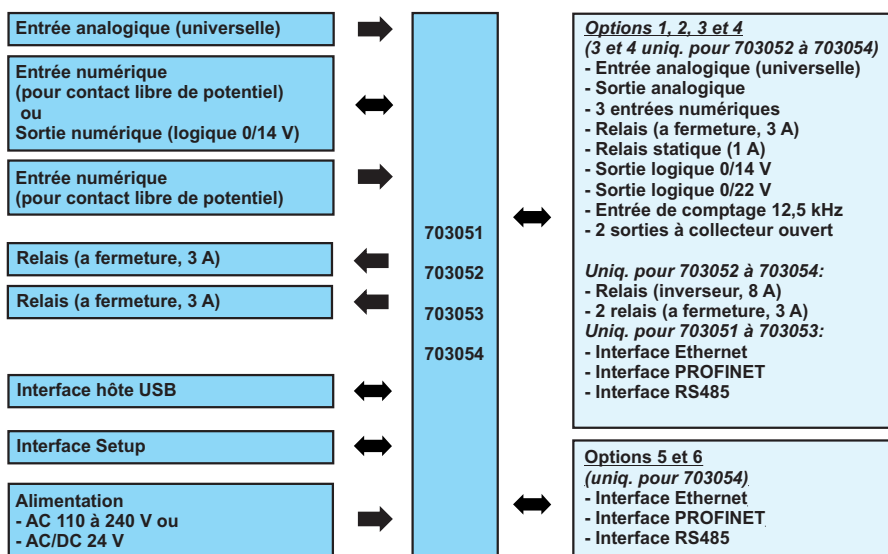 Entrée analogique (universelle)
Entrée numérique
(pour contact libre de potentiel)
ou
Sortie numérique (logique 0/14 V)
Entrée numérique
(pour contact libre de potentiel)
Relais (a fermeture, 3 A)
Relais (a fermeture, 3 A)
Interface hôte USB
Interface Setup
Alimentation
- AC 110 à 240 V ou
- AC/DC 24 V
703051
703052
703053
703054
Options 1, 2, 3 et 4
(3 et 4 uniq. pour 703052 à 703054)
- Entrée analogique (universelle)
- Sortie analogique
- 3 entrées numériques
- Relais (a fermeture, 3 A)
- Relais statique (1 A)
- Sortie logique 0/14 V
- Sortie logique 0/22 V
- Entrée de comptage 12,5 kHz
- 2 sorties à collecteur ouvert
Uniq. pour 703052 à 703054:
- Relais (inverseur, 8 A)
- 2 relais (a fermeture, 3 A)
Uniq. pour 703051 à 703053:
- Interface Ethernet
- Interface PROFINET
- Interface RS485
Options 5 et 6
(uniq. pour 703054)
- Interface Ethernet
- Interface PROFINET
- Interface RS485